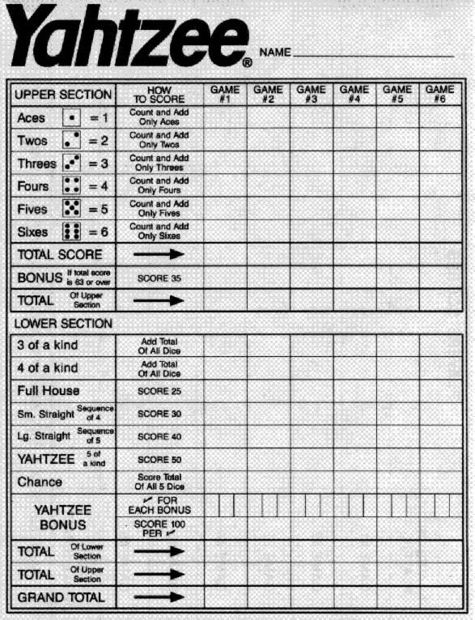 Yahtzee®
NAME
UPPER SECTION HOW TO SCORE GAME #1 GAME #2 GAME #3 GAME #4 GAME #5 GAME #6
Aces = 1 Count and Add Only Aces
Twos = 2 Count and Add Only Twos
Threes = 3 Count and Add Only Threes
Fours = 4 Count and Add Only Fours
Fives = 5 Count and Add Only Fives
Sixes = 6 Count and Add Only Sixes
TOTAL SCORE
BONUS If total score is 63 or over SCORE 35
TOTAL Of Upper Section
LOWER SECTION
3 of a kind Add Total Of All Dice
4 of a kind Add Total Of All Dice
Full House SCORE 25
Sm. Straight Sequence of 4 SCORE 30
Lg. Straight Sequence of 5 SCORE 40
YAHTZEE 5 of a kind SCORE 50
Chance Score Total Of All 5 Dice
YAHTZEE BONUS ✓ FOR EACH BONUS
SCORE 100 PER ✓
TOTAL Of Lower Section
TOTAL Of Upper Section
GRAND TOTAL